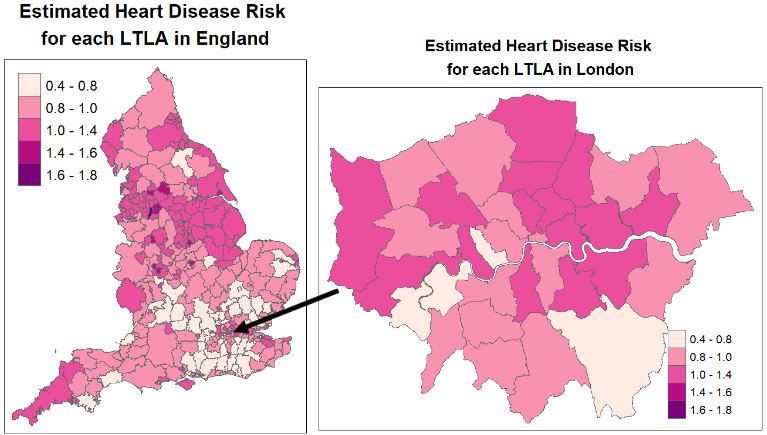 Estimated Heart Disease Risk
for each LTLA in England
0.4 - 0.8
0.8 - 1.0
1.0 - 1.4
1.4 - 1.6
1.6 - 1.8
Estimated Heart Disease Risk
for each LTLA in London
0.4 - 0.8
0.8 - 1.0
1.0 - 1.4
1.4 - 1.6
1.6 - 1.8